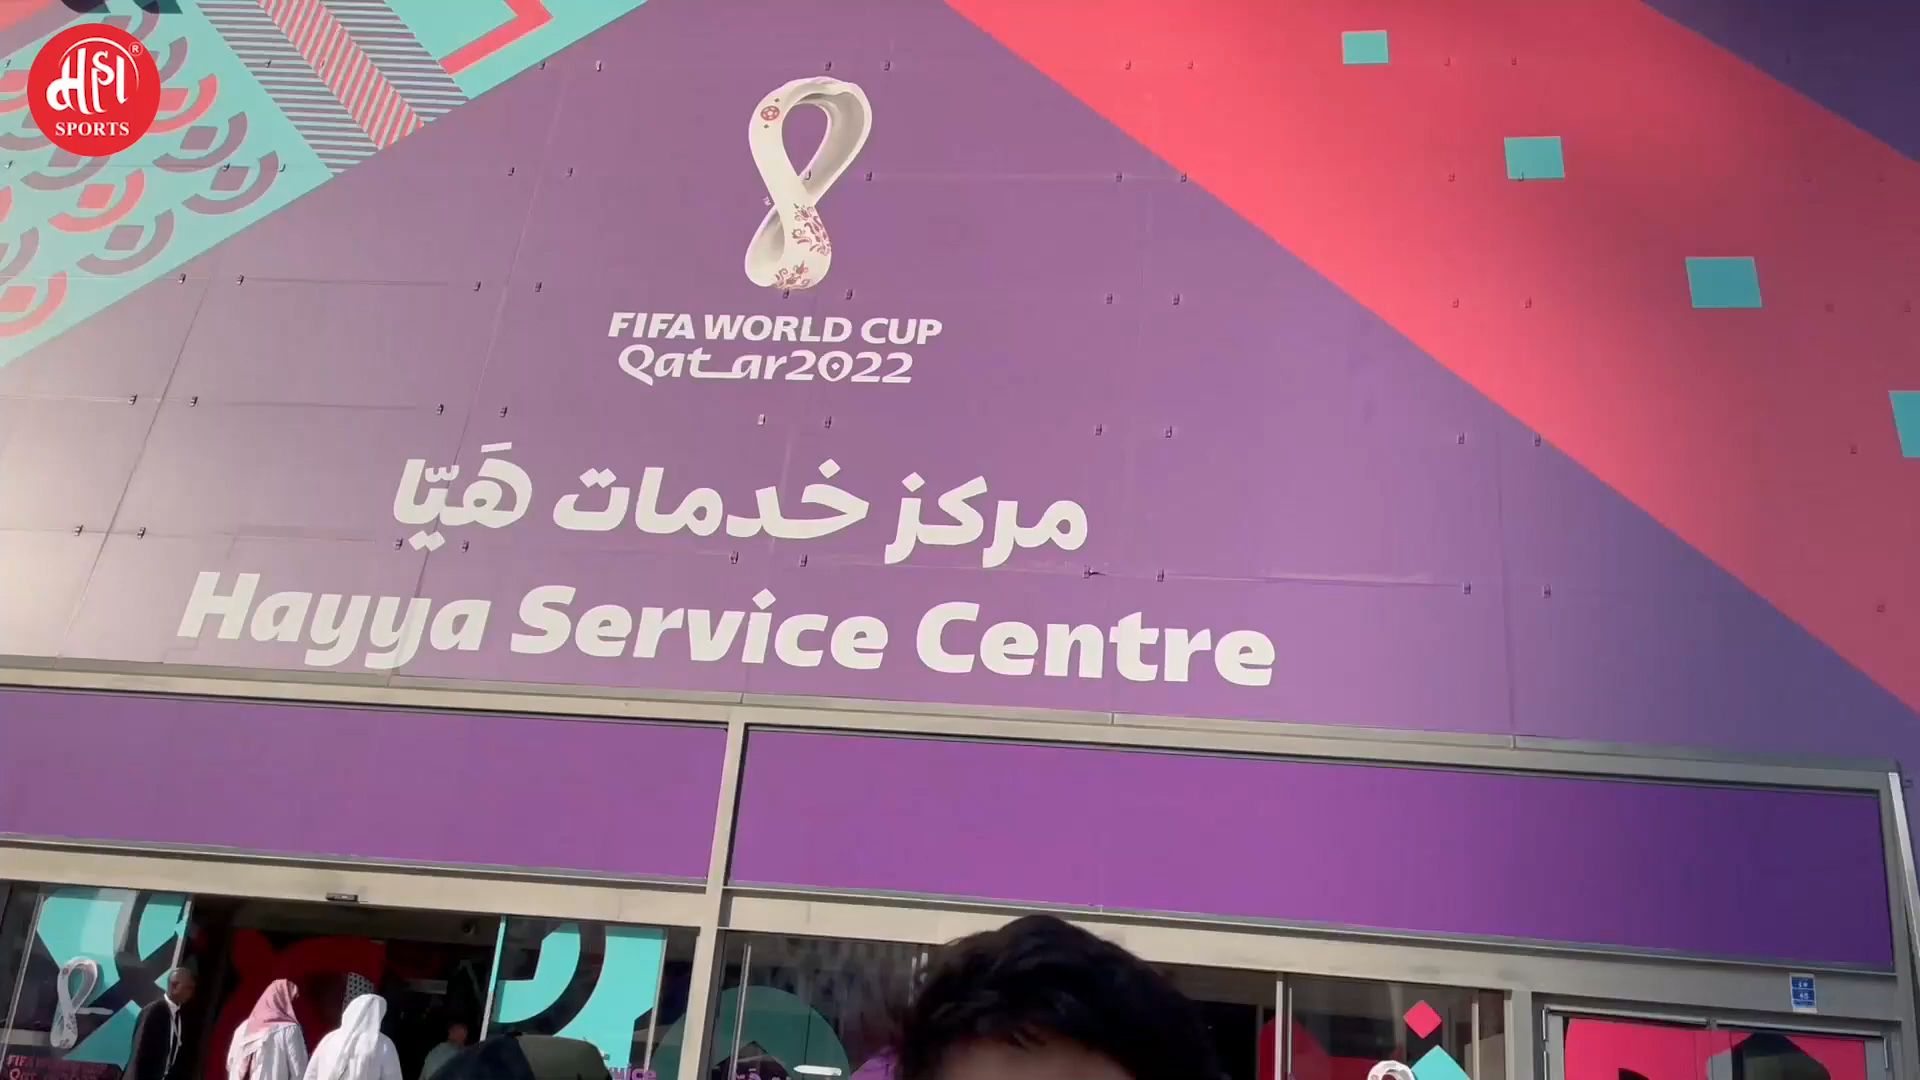 SPORTS
FIFA WORLD CUP
Qatar2022
مركز خدمات هَيّا
Hayya Service Centre